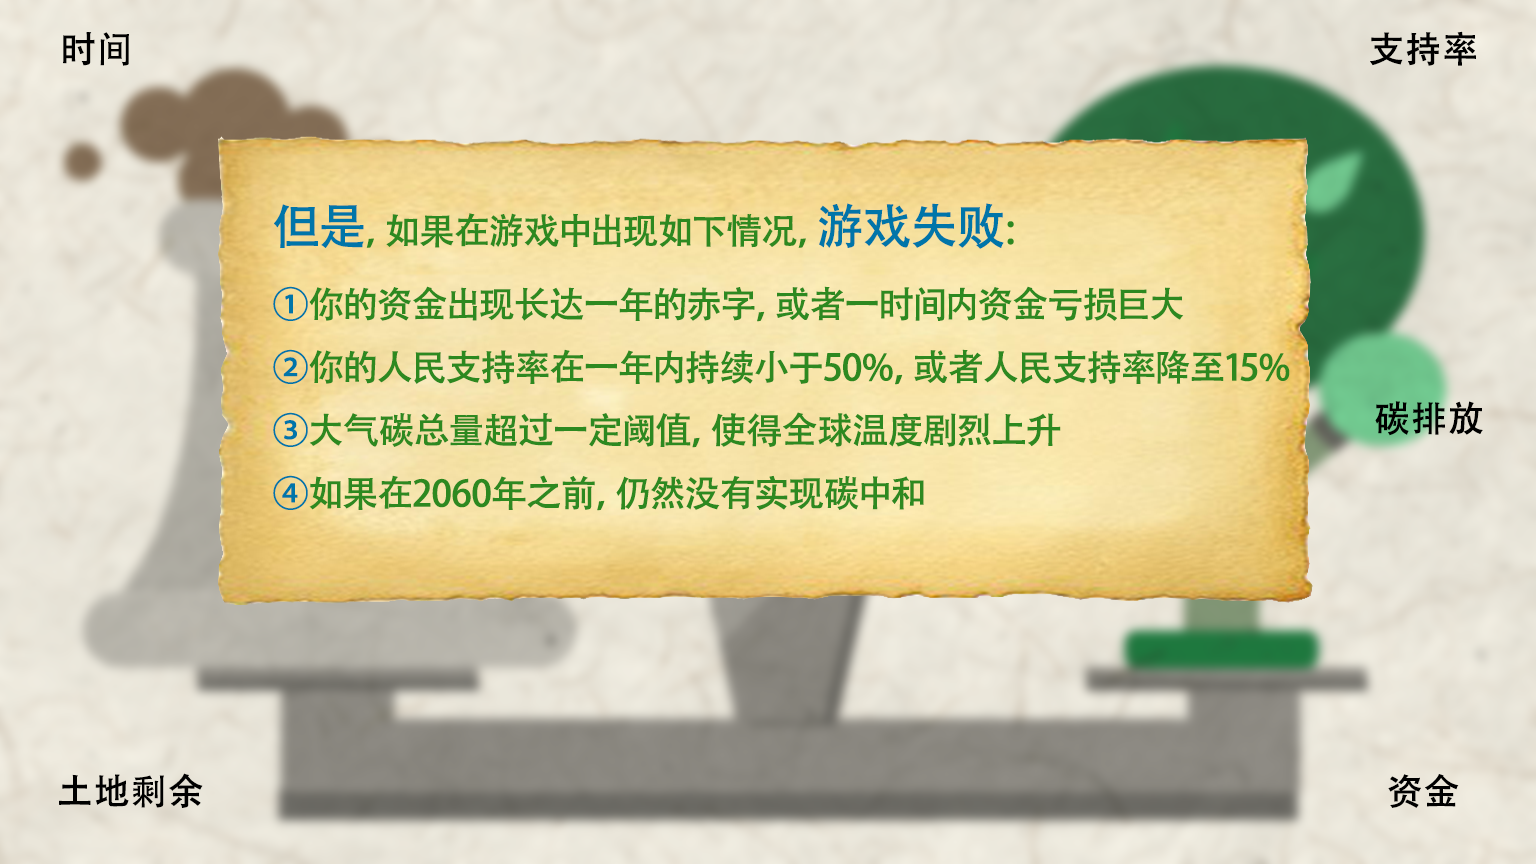 时间
支持率
但是, 如果在游戏中出现如下情况, 游戏失败:
①你的资金出现长达一年的赤字, 或者一时间内资金亏损巨大
②你的人民支持率在一年内持续小于50%, 或者人民支持率降至15%
③大气碳总量超过一定阈值, 使得全球温度剧烈上升
④如果在2060年之前, 仍然没有实现碳中和
碳排放
土地剩余
资金